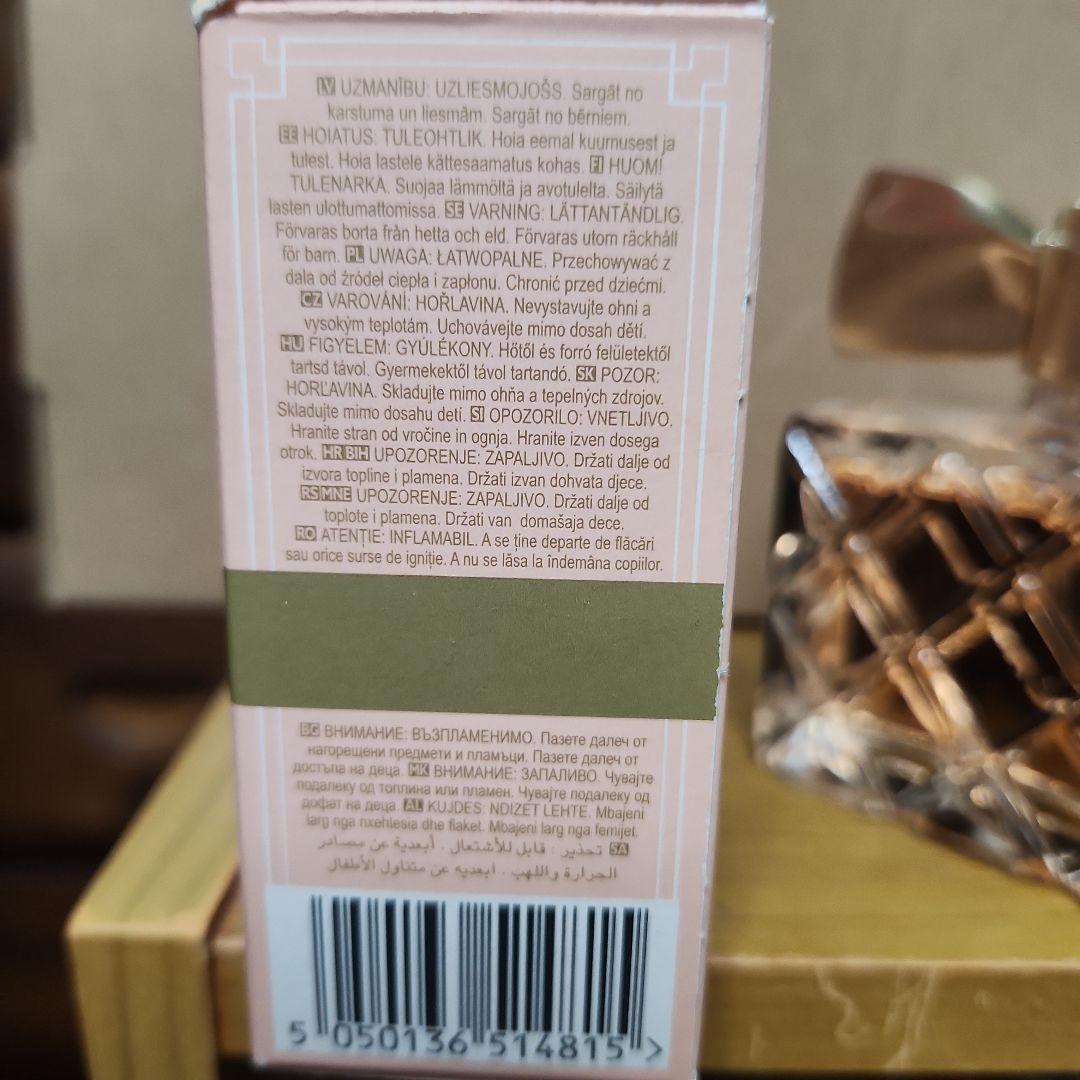 LV UZMANĪBU: UZLIESMOJOŠS. Sargāt no
karstuma un liesmām. Sargāt no bērniem.
EE HOIATUS: TULEOHTLIK. Hoia eemal kuumusest ja
tulest. Hoia lastele kättesaamatus kohas. FI HUOM!
TULENARKA. Suojaa lämmöltä ja avotulelta. Säilytä
lasten ulottumattomissa. SE VARNING: LÄTTANTÄNDLIG.
Förvaras borta från hetta och eld. Förvaras utom räckhåll
för barn. PL UWAGA: ŁATWOPALNE. Przechowywać z
dala od źródeł ciepła i zapłonu. Chronić przed dziećmi.
CZ VAROVÁNÍ: HOŘLAVINA. Nevystavujte ohni a
vysokým teplotám. Uchovávejte mimo dosah dětí.
HU FIGYELEM: GYÚLÉKONY. Hőtől és forró felületektől
tartsd távol. Gyermekektől távol tartandó. SK POZOR:
HORĽAVINA. Skladujte mimo ohňa a tepelných zdrojov.
Skladujte mimo dosahu detí. SI OPOZORILO: VNETLJIVO.
Hranite stran od vročine in ognja. Hranite izven dosega
otrok. HR BIH UPOZORENJE: ZAPALJIVO. Držati dalje od
izvora topline i plamena. Držati izvan dohvata djece.
RS MNE UPOZORENJE: ZAPALJIVO. Držati dalje od
toplote i plamena. Držati van domašaja dece.
RO ATENȚIE: INFLAMABIL. A se ține departe de flăcări
sau orice surse de igniție. A nu se lăsa la îndemâna copiilor.
BG ВНИМАНИЕ: ВЪЗПЛАМЕНИМО. Пазете далеч от
нагорещени предмети и пламъци. Пазете далеч от
достъпа на деца. MK ВНИМАНИЕ: ЗАПАЛИВО. Чувајте
подалеку од топлина или пламен. Чувајте подалеку од
дофат на деца. AL KUJDES: NDIZET LEHTE. Mbajeni
larg nga nxehtesia dhe flaket. Mbajeni larg nga femijet.
SA تحذير : قابل للأشتعال . أبعدية عن مصادر
الحرارة واللهب . ابعديه عن متناول الأطفال
5 050136 514815 >